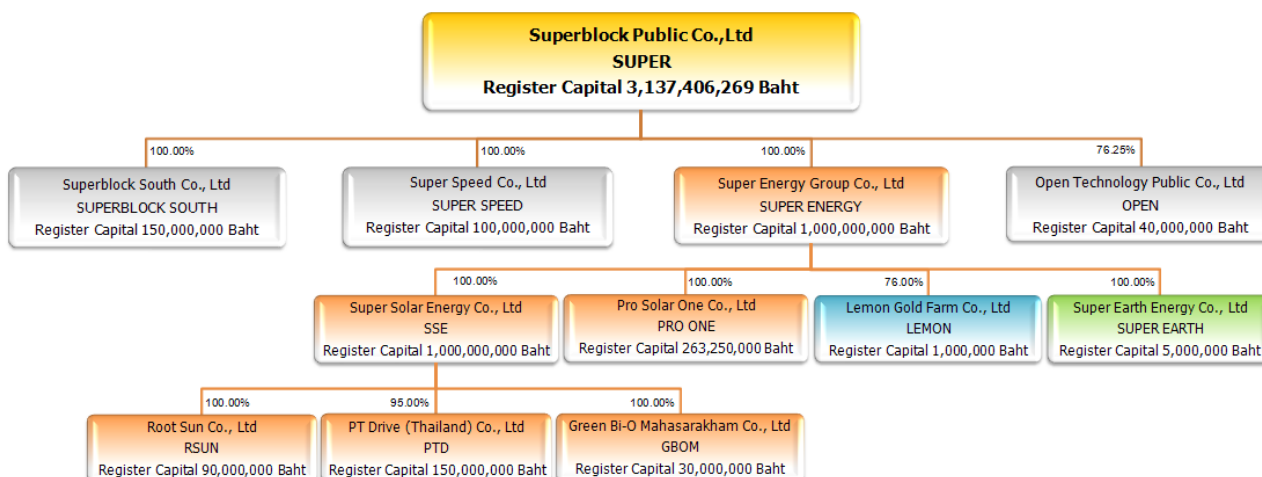 Superblock Public Co.,Ltd
SUPER
Register Capital 3,137,406,269 Baht
100.00%
100.00%
100.00%
76.25%
Superblock South Co., Ltd
SUPERBLOCK SOUTH
Register Capital 150,000,000 Baht
Super Speed Co., Ltd
SUPER SPEED
Register Capital 100,000,000 Baht
Super Energy Group Co., Ltd
SUPER ENERGY
Register Capital 1,000,000,000 Baht
Open Technology Public Co., Ltd
OPEN
Register Capital 40,000,000 Baht
100.00%
100.00%
76.00%
100.00%
Super Solar Energy Co., Ltd
SSE
Register Capital 1,000,000,000 Baht
Pro Solar One Co., Ltd
PRO ONE
Register Capital 263,250,000 Baht
Lemon Gold Farm Co., Ltd
LEMON
Register Capital 1,000,000 Baht
Super Earth Energy Co., Ltd
SUPER EARTH
Register Capital 5,000,000 Baht
100.00%
95.00%
100.00%
Root Sun Co., Ltd
RSUN
Register Capital 90,000,000 Baht
PT Drive (Thailand) Co., Ltd
PTD
Register Capital 150,000,000 Baht
Green Bi-O Mahasarakham Co., Ltd
GBOM
Register Capital 30,000,000 Baht